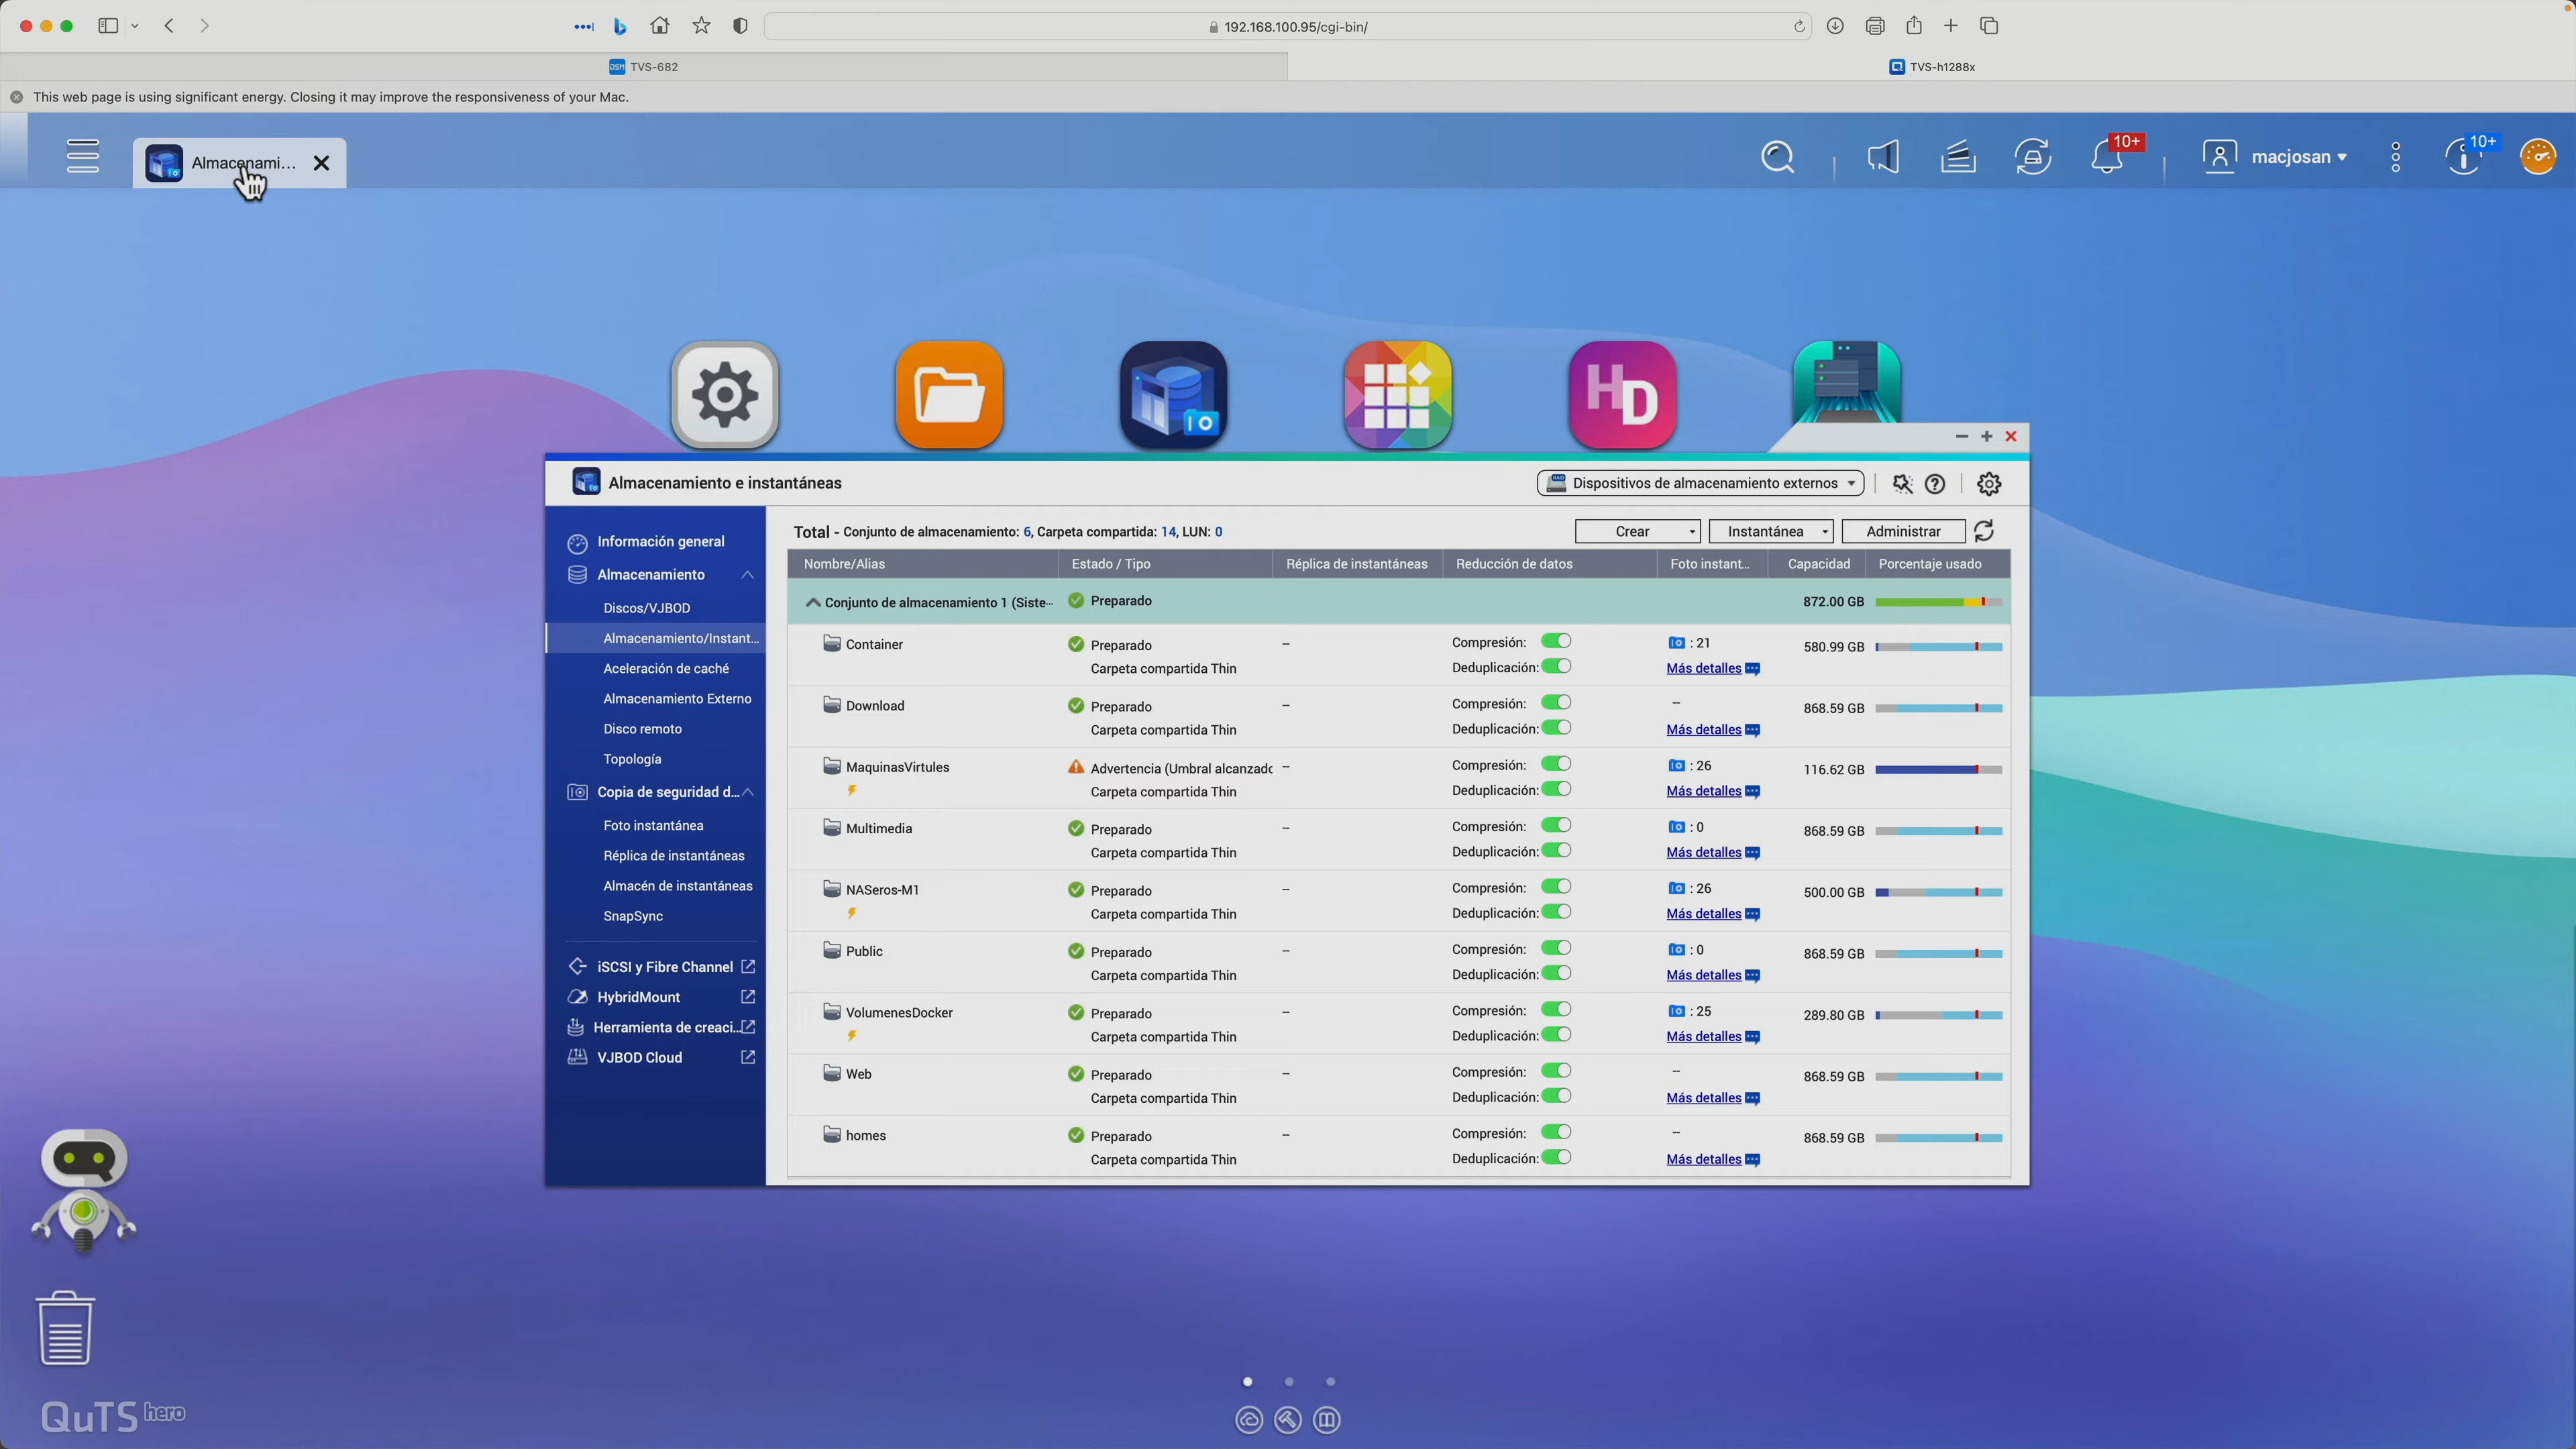 192.168.100.95/cgi-bin/
TVS-682
TVS-h1288x
This web page is using significant energy. Closing it may improve the responsiveness of your Mac.
Almacenami...
10+
macjosan
10+
HD
Almacenamiento e instantáneas
Dispositivos de almacenamiento externos
Información general
Almacenamiento
Discos/VJBOD
Almacenamiento/Instant...
Aceleración de caché
Almacenamiento Externo
Disco remoto
Topología
Copia de seguridad d...
Foto instantánea
Réplica de instantáneas
Almacén de instantáneas
SnapSync
iSCSI y Fibre Channel
HybridMount
Herramienta de creaci...
VJBOD Cloud
Total - Conjunto de almacenamiento: 6, Carpeta compartida: 14, LUN: 0
Crear
Instantánea
Administrar
Nombre/Alias Estado / Tipo Réplica de instantáneas Reducción de datos Foto instant... Capacidad Porcentaje usado
Conjunto de almacenamiento 1 (Siste... Preparado 872.00 GB
Container Preparado -- Compresión: : 21 580.99 GB
Carpeta compartida Thin Deduplicación: Más detalles
Download Preparado -- Compresión: -- 868.59 GB
Carpeta compartida Thin Deduplicación: Más detalles
MaquinasVirtules Advertencia (Umbral alcanzado -- Compresión: : 26 116.62 GB
Carpeta compartida Thin Deduplicación: Más detalles
Multimedia Preparado -- Compresión: : 0 868.59 GB
Carpeta compartida Thin Deduplicación: Más detalles
NASeros-M1 Preparado -- Compresión: : 26 500.00 GB
Carpeta compartida Thin Deduplicación: Más detalles
Public Preparado -- Compresión: : 0 868.59 GB
Carpeta compartida Thin Deduplicación: Más detalles
VolumenesDocker Preparado -- Compresión: : 25 289.80 GB
Carpeta compartida Thin Deduplicación: Más detalles
Web Preparado -- Compresión: -- 868.59 GB
Carpeta compartida Thin Deduplicación: Más detalles
homes Preparado -- Compresión: -- 868.59 GB
Carpeta compartida Thin Deduplicación: Más detalles
QuTS hero